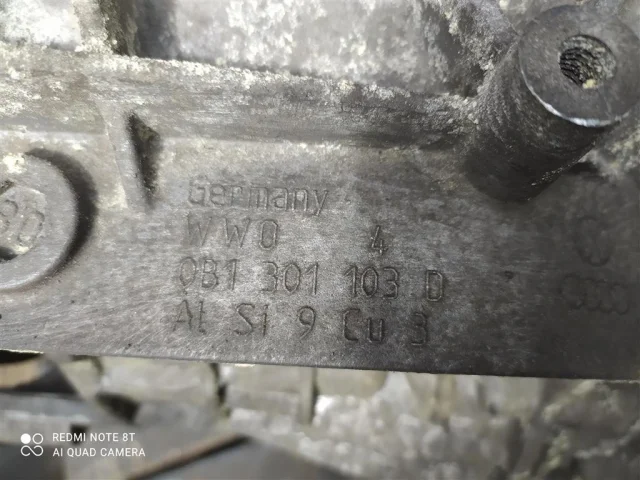 Germany
WWO 4
0B1 301 103 D
Al Si 9 Cu 3
REDMI NOTE 8T
AI QUAD CAMERA